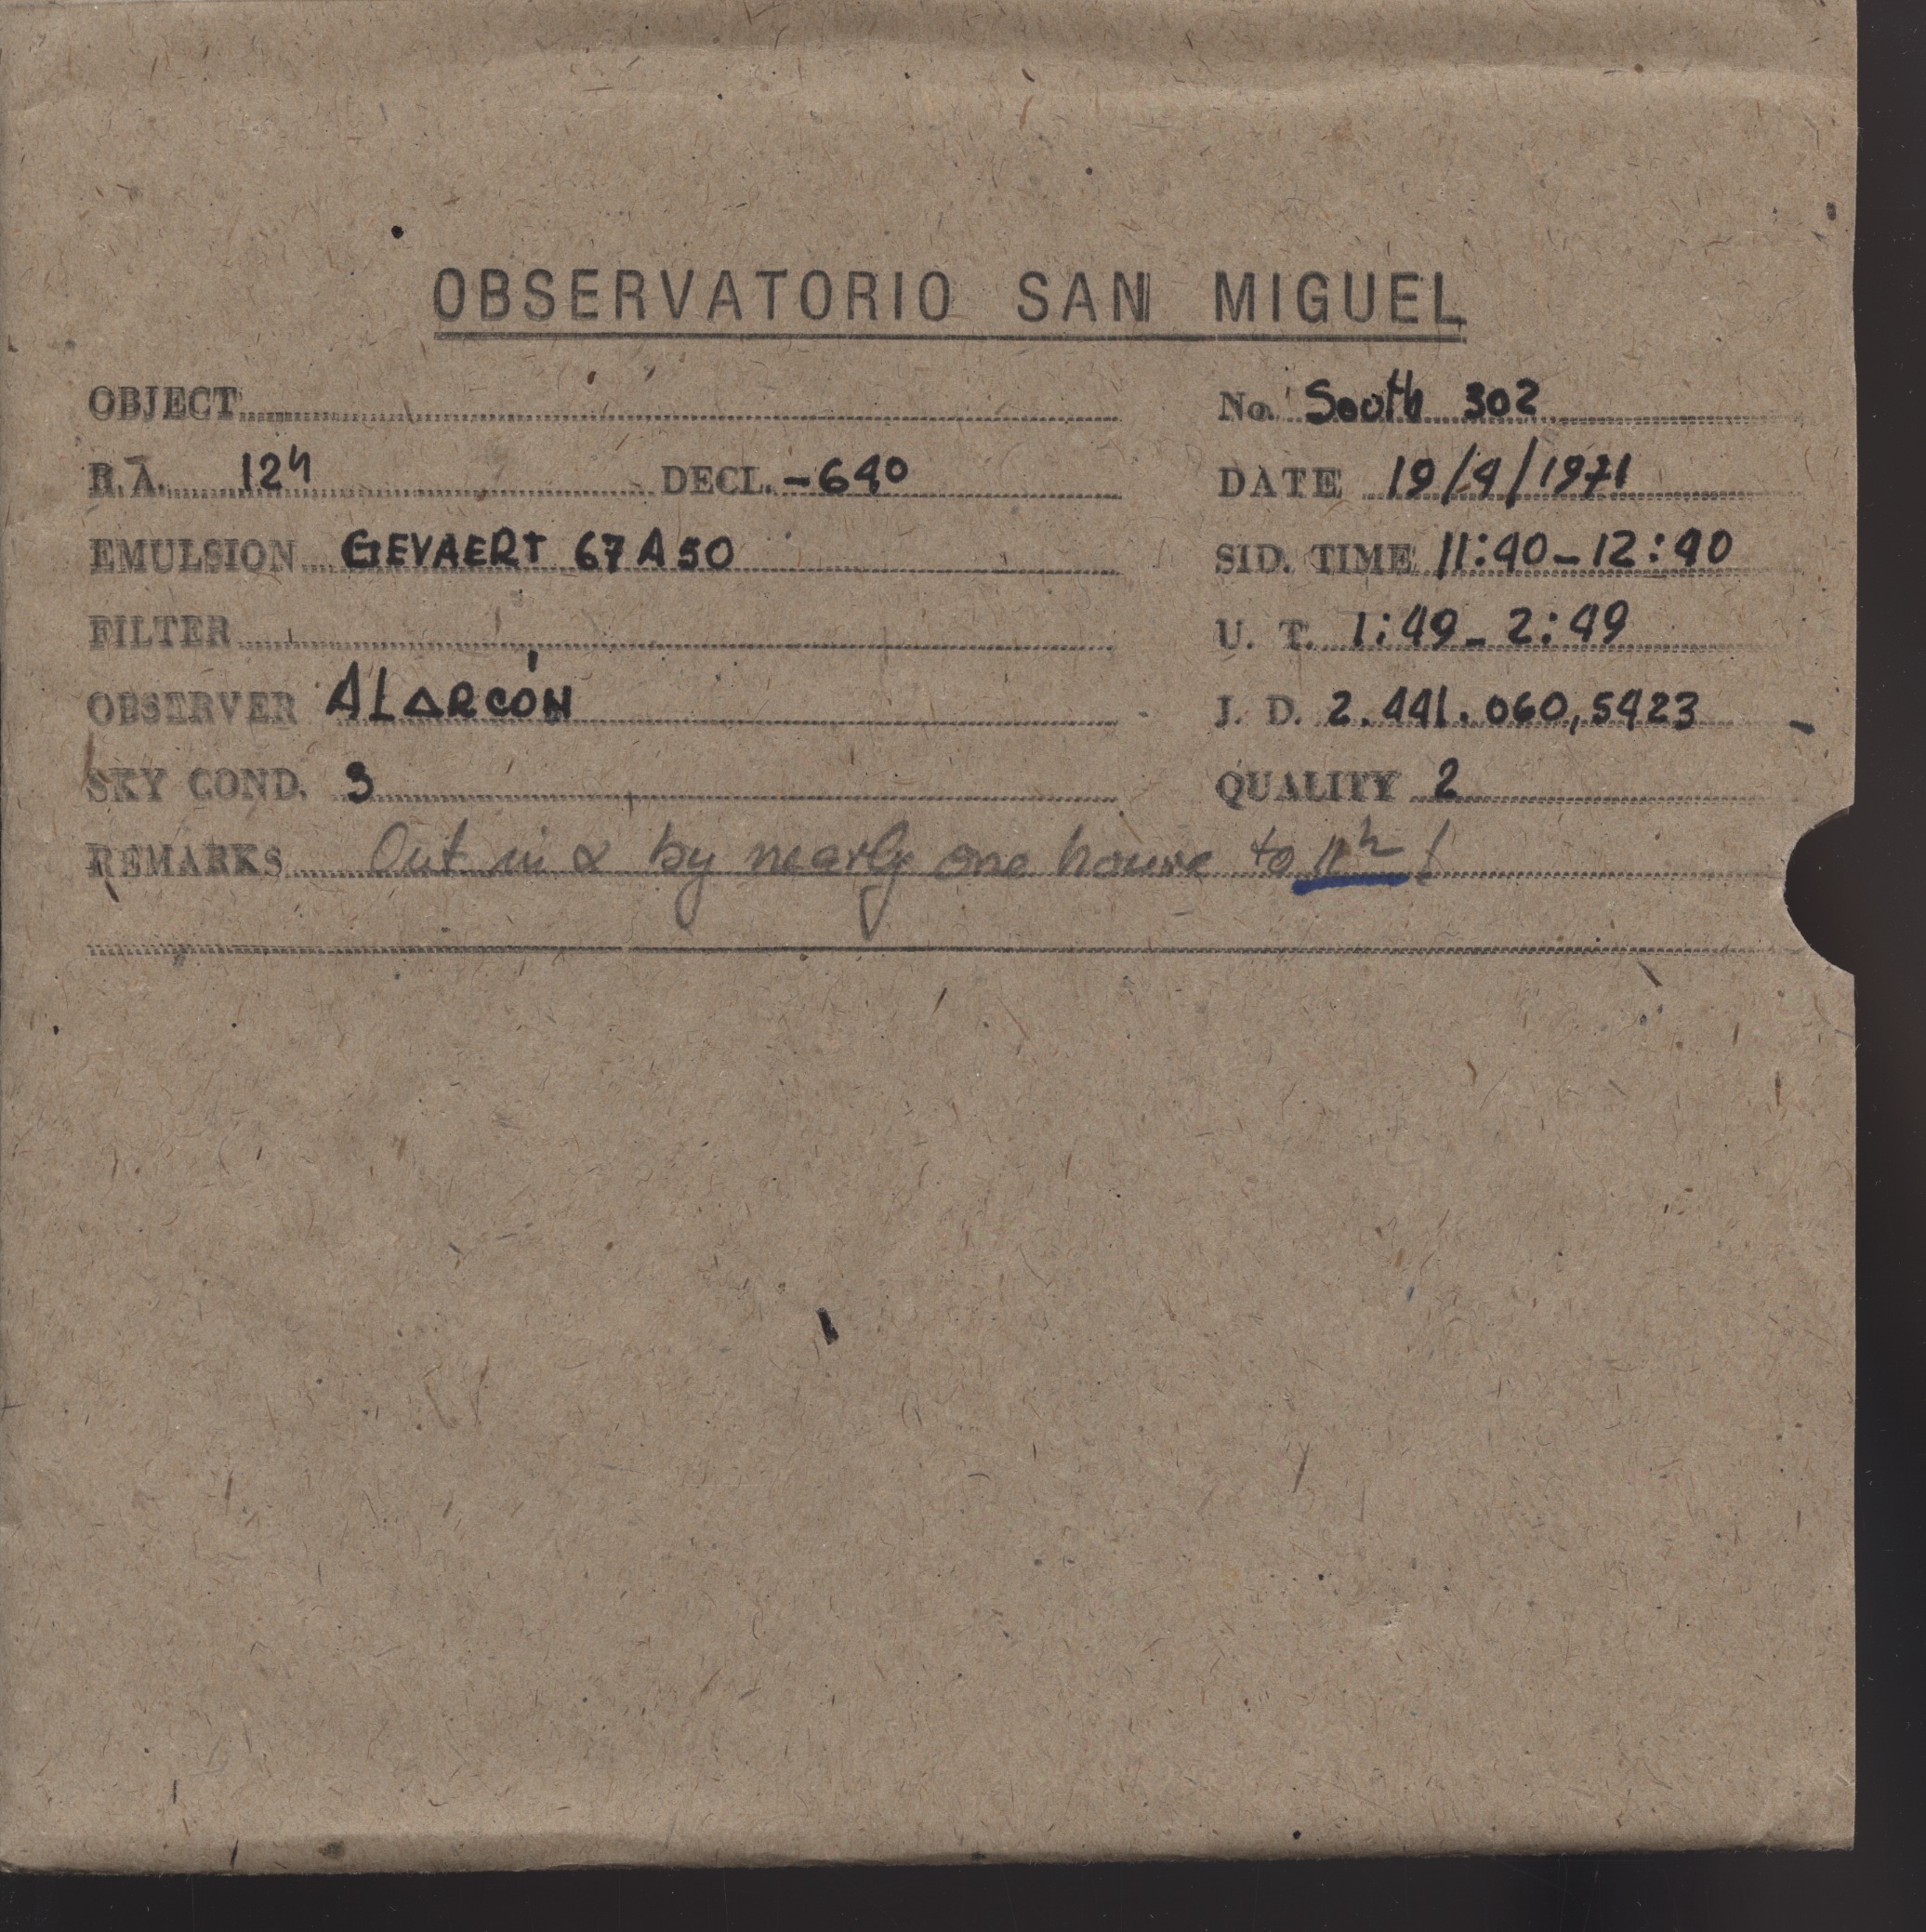 OBSERVATORIO SAN MIGUEL
OBJECT No. South 302
R.A. 12h DECL. -64° DATE 19/4/1971
EMULSION GEVAERT 67A50 SID. TIME 11:40-12:40
FILTER U. T. 1:49-2:49
OBSERVER ALARCÓN J. D. 2.441.060,5423
SKY COND. 3 QUALITY 2
REMARKS Out in α by nearly one houre to 11h!